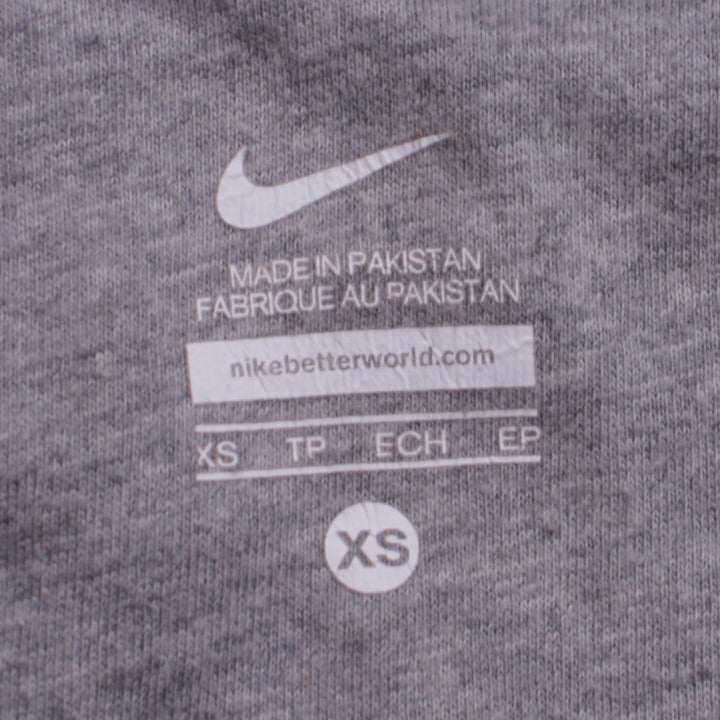 MADE IN PAKISTAN
FABRIQUE AU PAKISTAN
nikebetterworld.com
XS TP ECH EP
XS